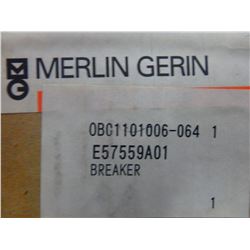 MERLIN GERIN
0BC1101006-064 1
E57559A01
BREAKER
1